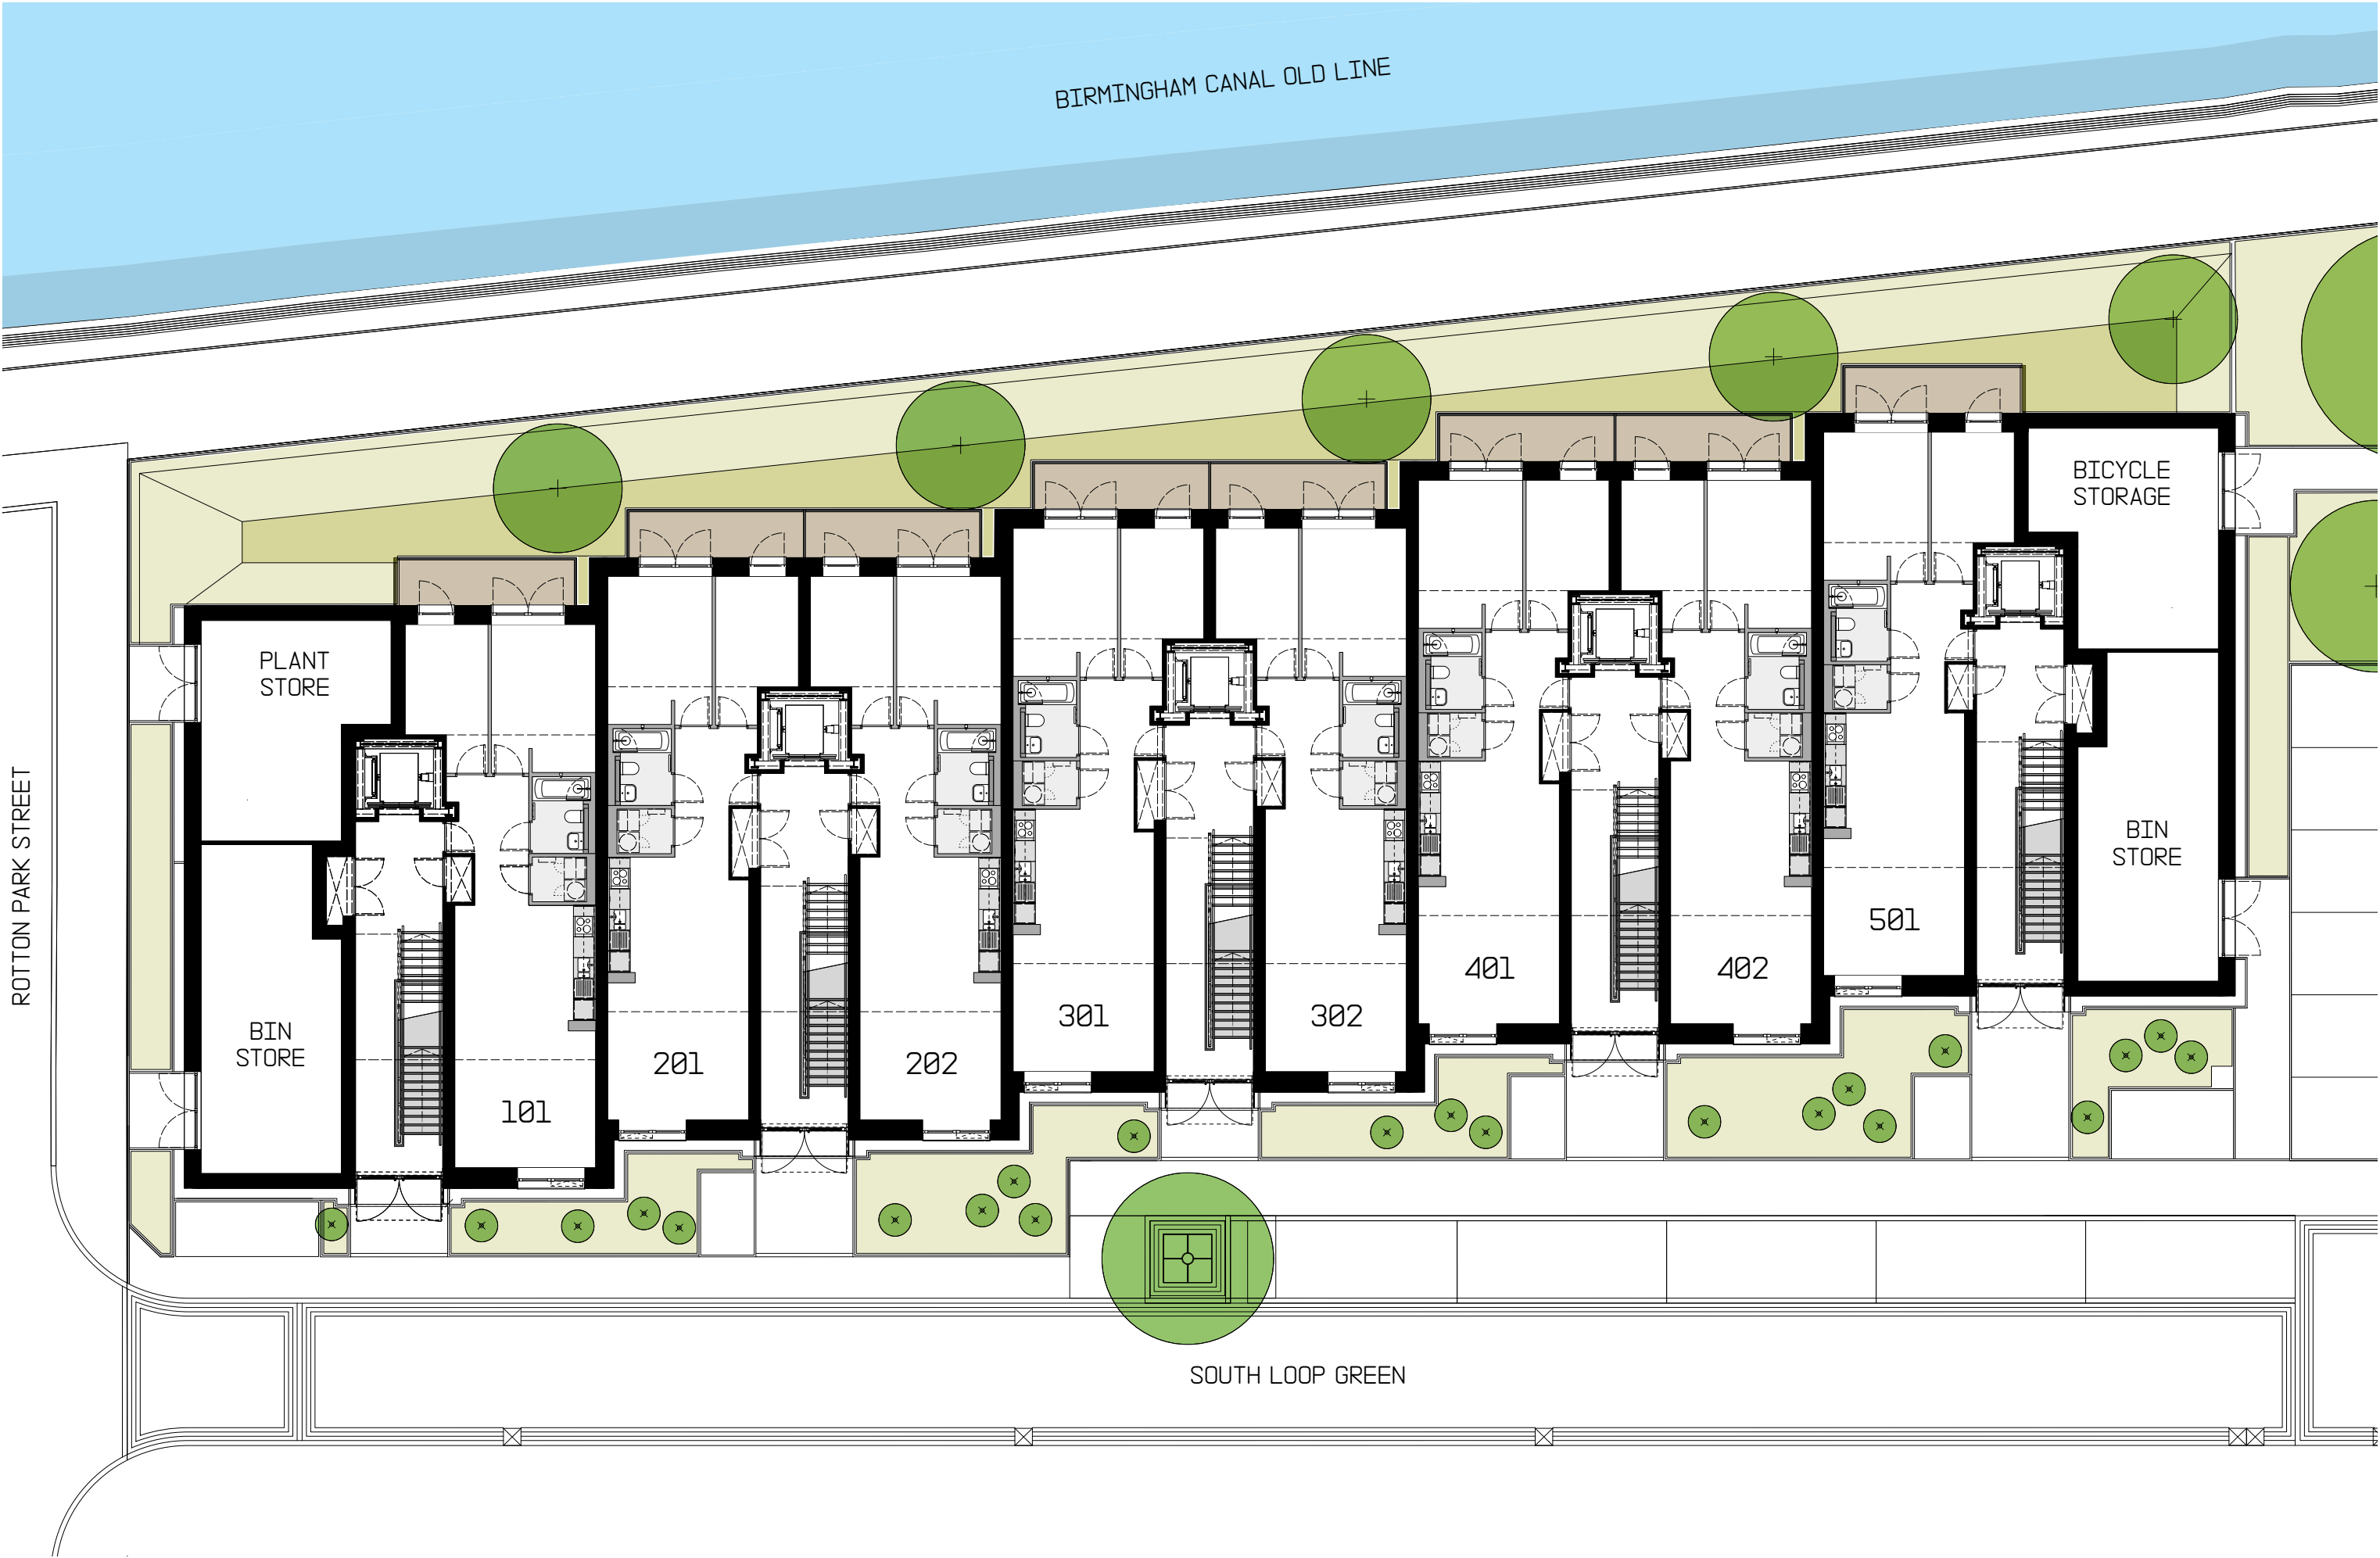 BIRMINGHAM CANAL OLD LINE
BICYCLE
STORAGE
PLANT
STORE
ROTTON PARK STREET
BIN
STORE
501
401
402
301
302
BIN
STORE
201
202
101
SOUTH LOOP GREEN